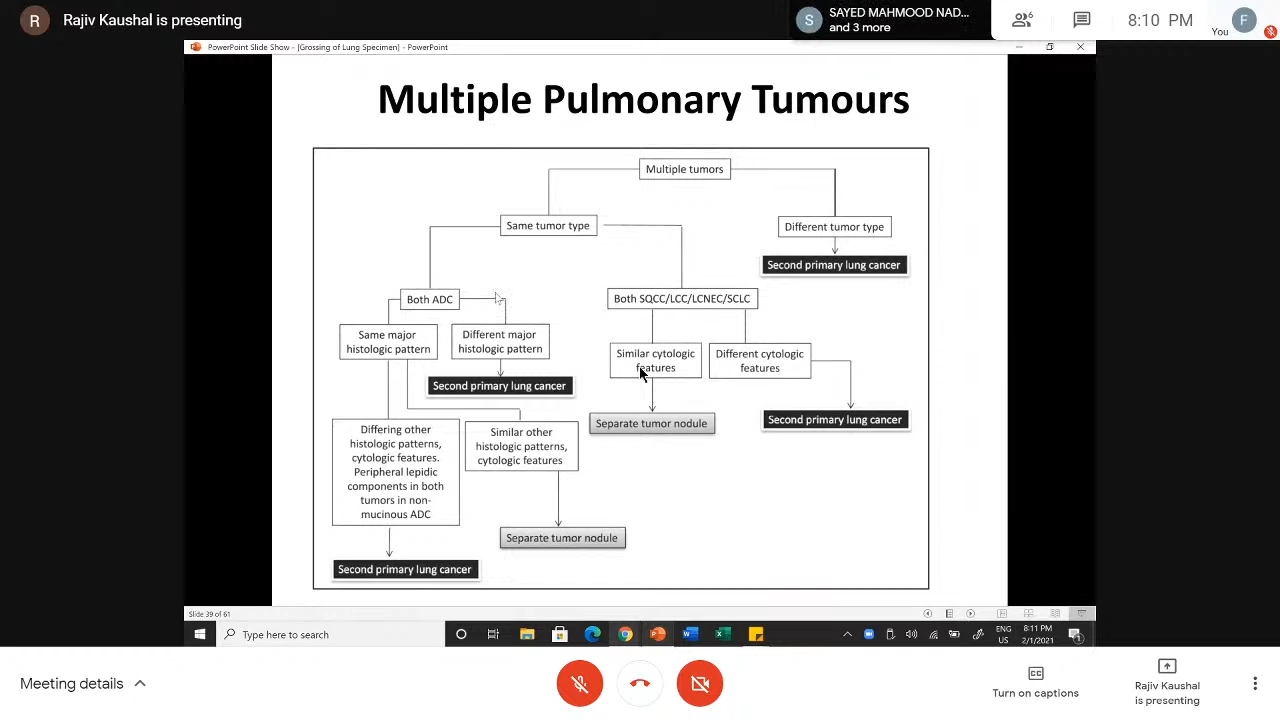 R
Rajiv Kaushal is presenting
S
SAYED MAHMOOD NAD...
and 3 more
6
8:10 PM
You
F
PowerPoint Slide Show - [Grossing of Lung Specimen] - PowerPoint
Multiple Pulmonary Tumours
Multiple tumors
Same tumor type
Different tumor type
Second primary lung cancer
Both ADC
Both SQCC/LCC/LCNEC/SCLC
Same major
histologic pattern
Different major
histologic pattern
Similar cytologic
features
Different cytologic
features
Second primary lung cancer
Separate tumor nodule
Second primary lung cancer
Differing other
histologic patterns,
cytologic features.
Peripheral lepidic
components in both
tumors in non-
mucinous ADC
Similar other
histologic patterns,
cytologic features
Separate tumor nodule
Second primary lung cancer
Slide 39 of 61
Type here to search
ENG
US
8:11 PM
2/1/2021
1
Meeting details
Turn on captions
Rajiv Kaushal
is presenting